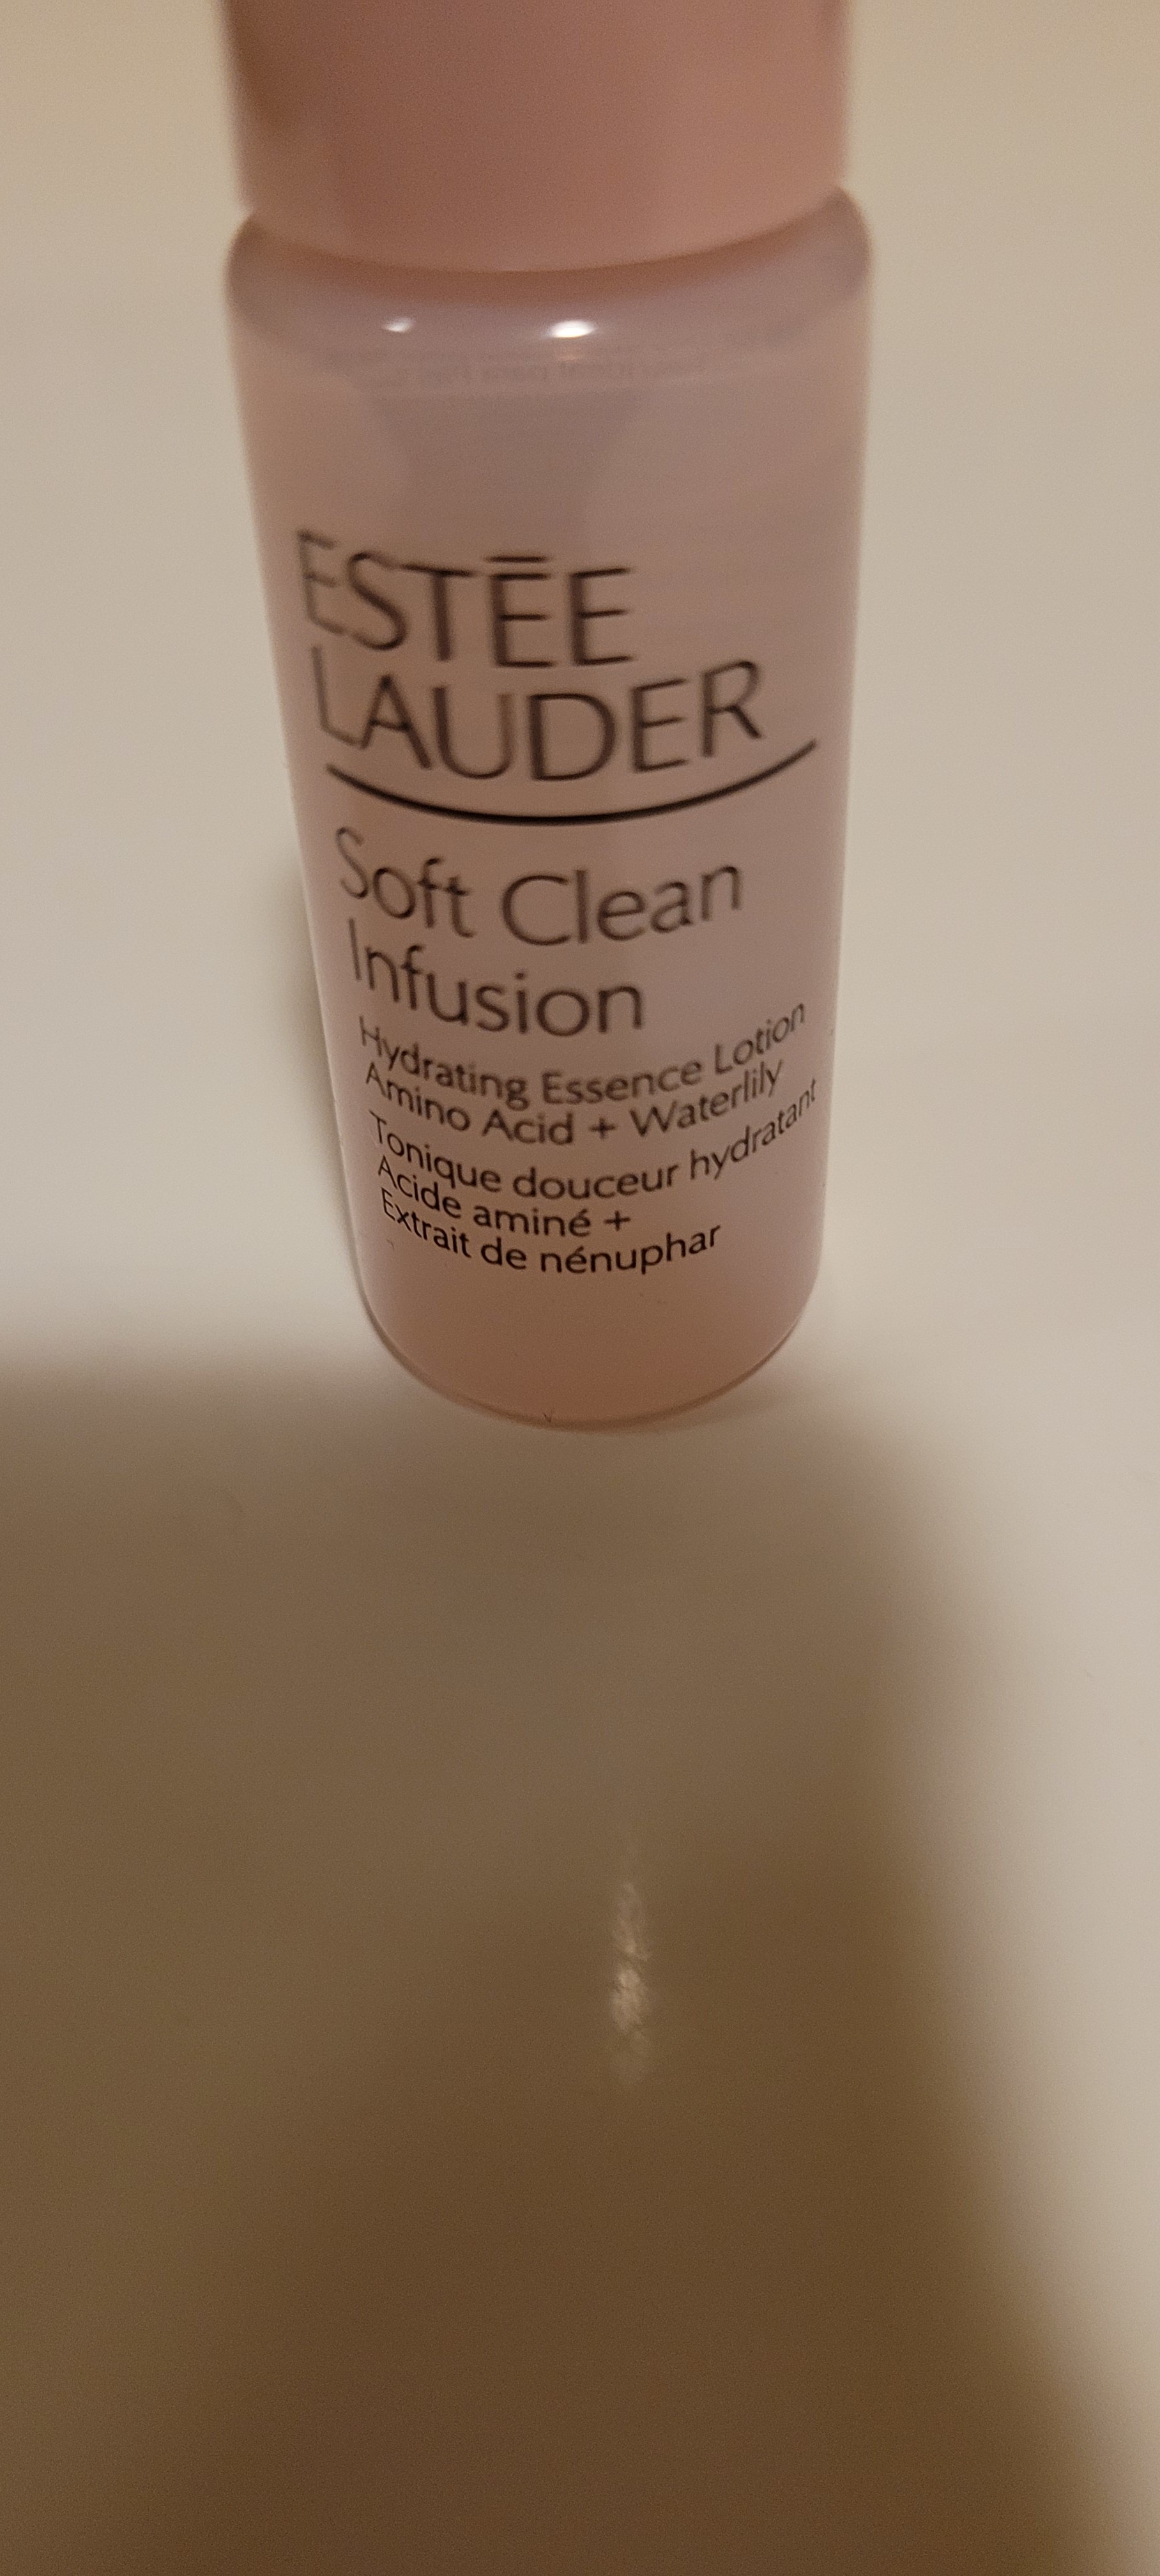 ESTĒE
LAUDER
Soft Clean
Infusion
Hydrating Essence Lotion
Amino Acid + Waterlily
Tonique douceur hydratant
Acide aminé +
Extrait de nénuphar